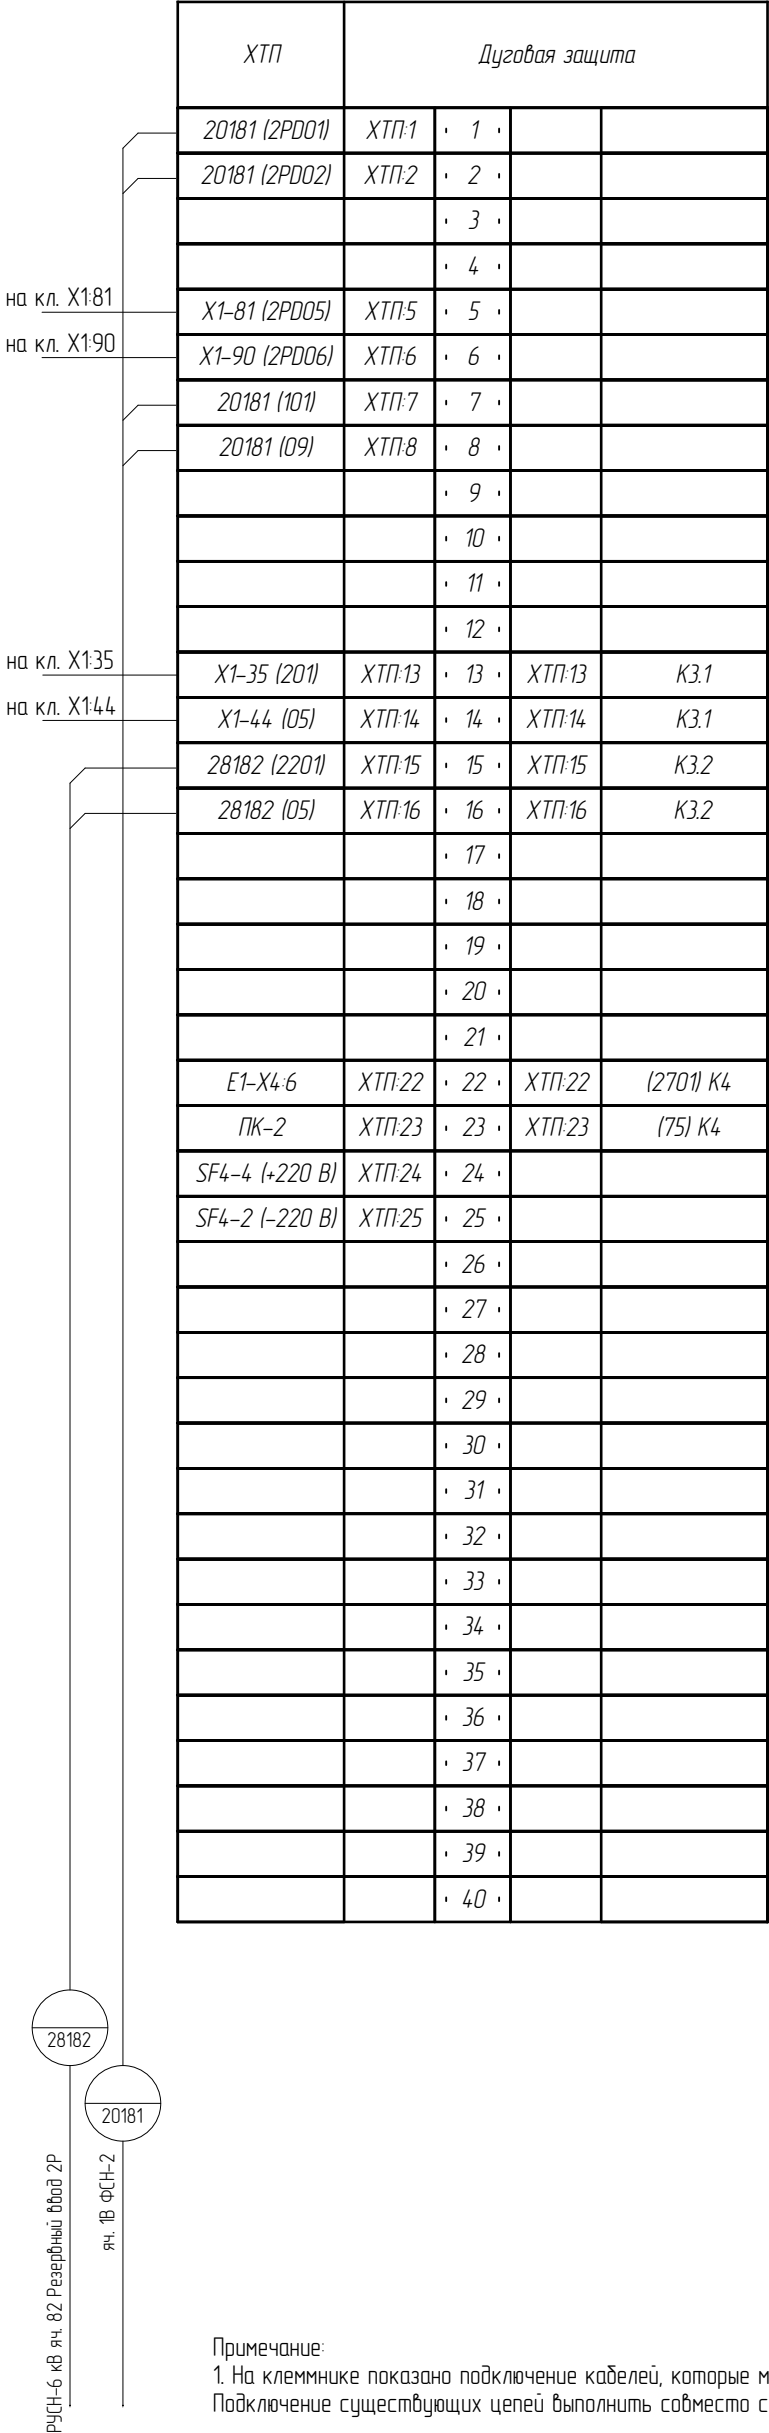 ХТП Дуговая защита
20181 (2PD01) ХТП:1 1
20181 (2PD02) ХТП:2 2
3
4
на кл. Х1:81 Х1-81 (2PD05) ХТП:5 5
на кл. Х1:90 Х1-90 (2PD06) ХТП:6 6
20181 (101) ХТП:7 7
20181 (09) ХТП:8 8
9
10
11
12
на кл. Х1:35 Х1-35 (201) ХТП:13 13 ХТП:13 К3.1
на кл. Х1:44 Х1-44 (05) ХТП:14 14 ХТП:14 К3.1
28182 (2201) ХТП:15 15 ХТП:15 К3.2
28182 (05) ХТП:16 16 ХТП:16 К3.2
17
18
19
20
21
Е1-Х4:6 ХТП:22 22 ХТП:22 (2701) К4
ПК-2 ХТП:23 23 ХТП:23 (75) К4
SF4-4 (+220 В) ХТП:24 24
SF4-2 (-220 В) ХТП:25 25
26
27
28
29
30
31
32
33
34
35
36
37
38
39
40
28182
20181
РУСН-6 кВ яч. 82 Резервный ввод 2Р
яч. 1В ФСН-2
Примечание:
1. На клеммнике показано подключение кабелей, которые м
Подключение существующих цепей выполнить совместо с